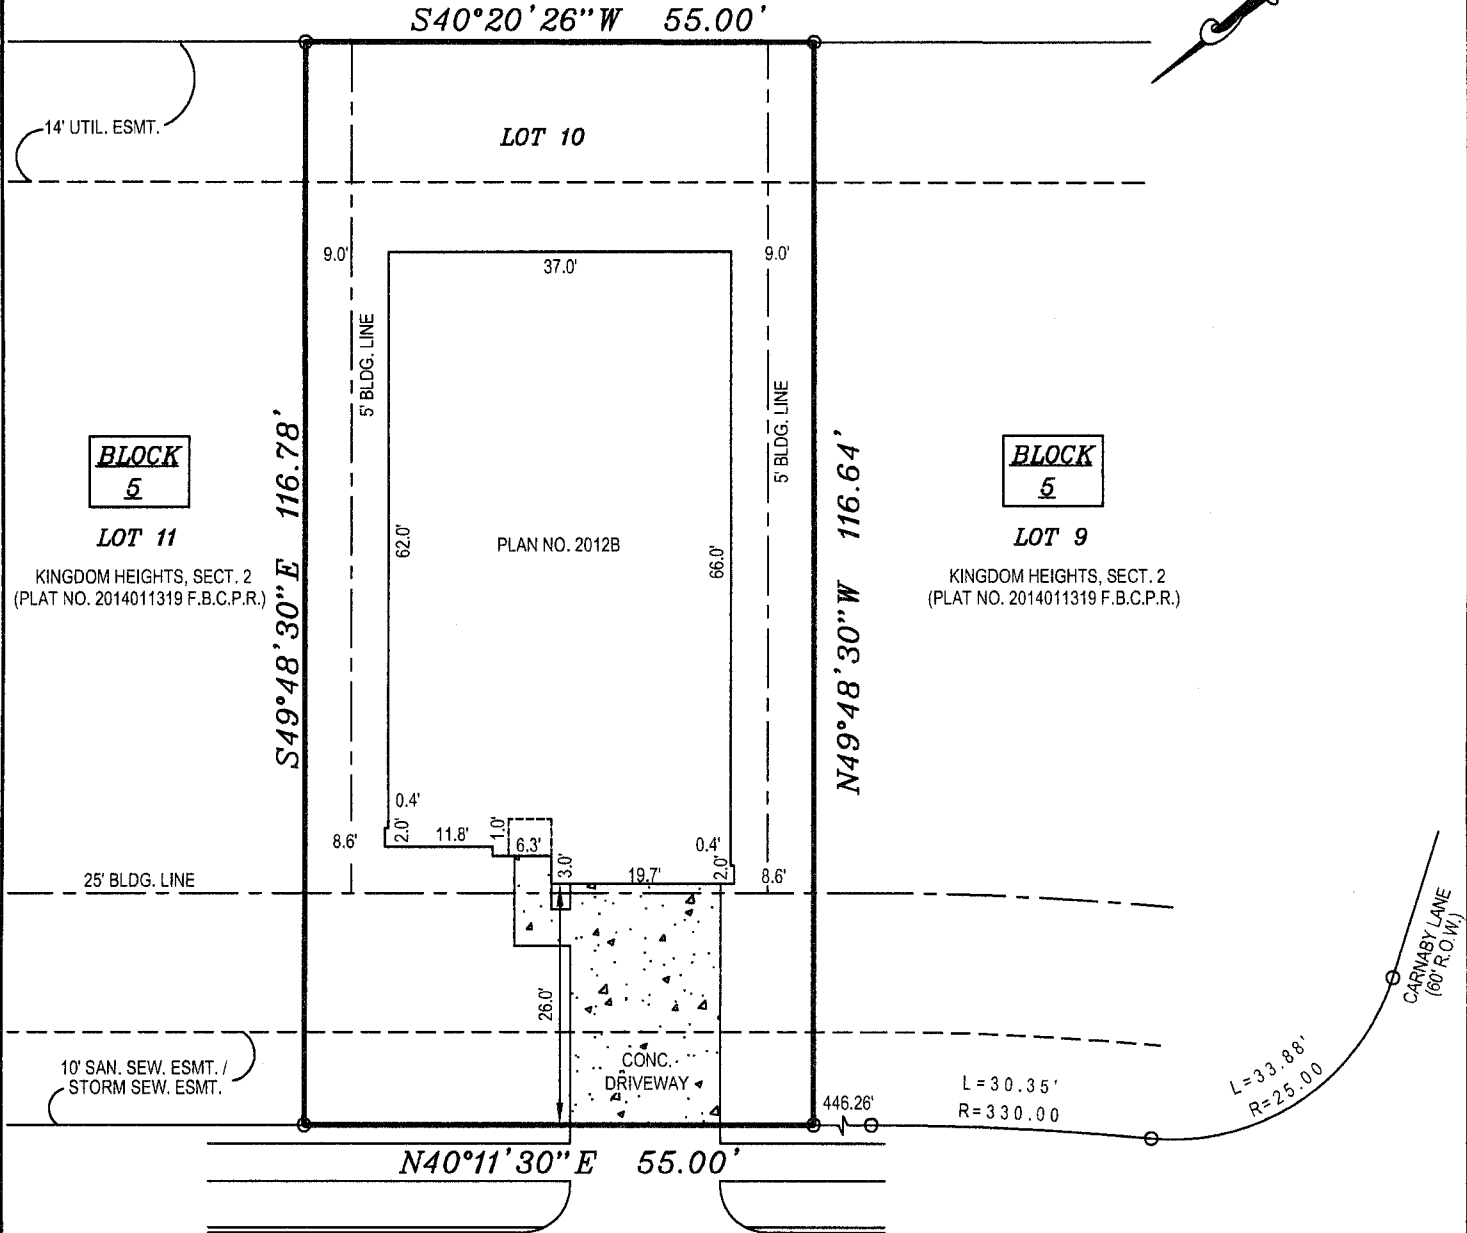 S40°20'26"W 55.00'
14' UTIL. ESMT.
LOT 10
9.0'
37.0'
9.0'
5' BLDG. LINE
5' BLDG. LINE
S49°48'30"E 116.78'
N49°48'30"W 116.64'
BLOCK
5
LOT 11
KINGDOM HEIGHTS, SECT. 2
(PLAT NO. 2014011319 F.B.C.P.R.)
62.0'
PLAN NO. 2012B
66.0'
BLOCK
5
LOT 9
KINGDOM HEIGHTS, SECT. 2
(PLAT NO. 2014011319 F.B.C.P.R.)
0.4'
8.6'
2.0'
11.8'
1.0'
6.3'
3.0'
19.7'
0.4'
2.0'
8.6'
25' BLDG. LINE
26.0'
CARNABY LANE
(60' R.O.W.)
10' SAN. SEW. ESMT. /
STORM SEW. ESMT.
CONC.
DRIVEWAY
446.26'
L=30.35'
R=330.00
L=33.88'
R=25.00
N40°11'30"E 55.00'